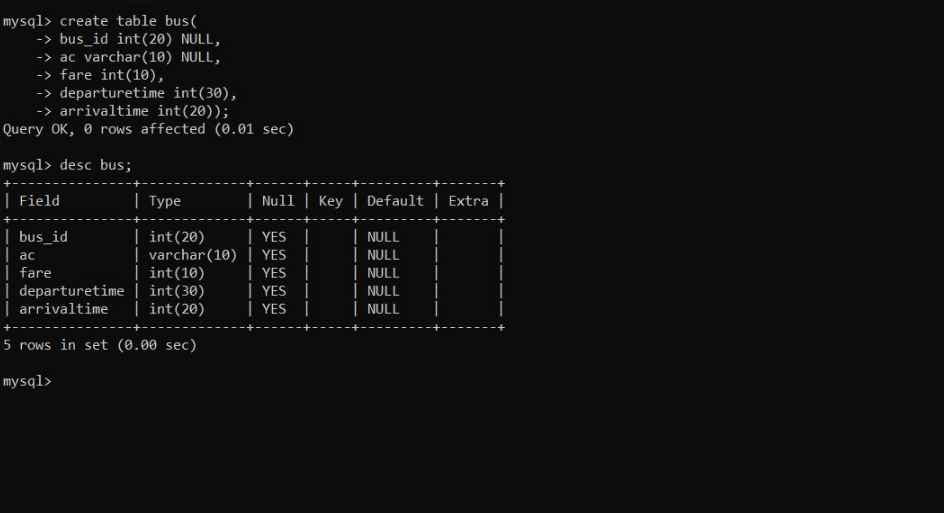 mysql> create table bus(
    -> bus_id int(20) NULL,
    -> ac varchar(10) NULL,
    -> fare int(10),
    -> departuretime int(30),
    -> arrivaltime int(20));
Query OK, 0 rows affected (0.01 sec)
mysql> desc bus;
+---------------+-------------+------+-----+---------+-------+
| Field         | Type        | Null | Key | Default | Extra |
+---------------+-------------+------+-----+---------+-------+
| bus_id        | int(20)     | YES  |     | NULL    |       |
| ac            | varchar(10) | YES  |     | NULL    |       |
| fare          | int(10)     | YES  |     | NULL    |       |
| departuretime | int(30)     | YES  |     | NULL    |       |
| arrivaltime   | int(20)     | YES  |     | NULL    |       |
+---------------+-------------+------+-----+---------+-------+
5 rows in set (0.00 sec)
mysql>